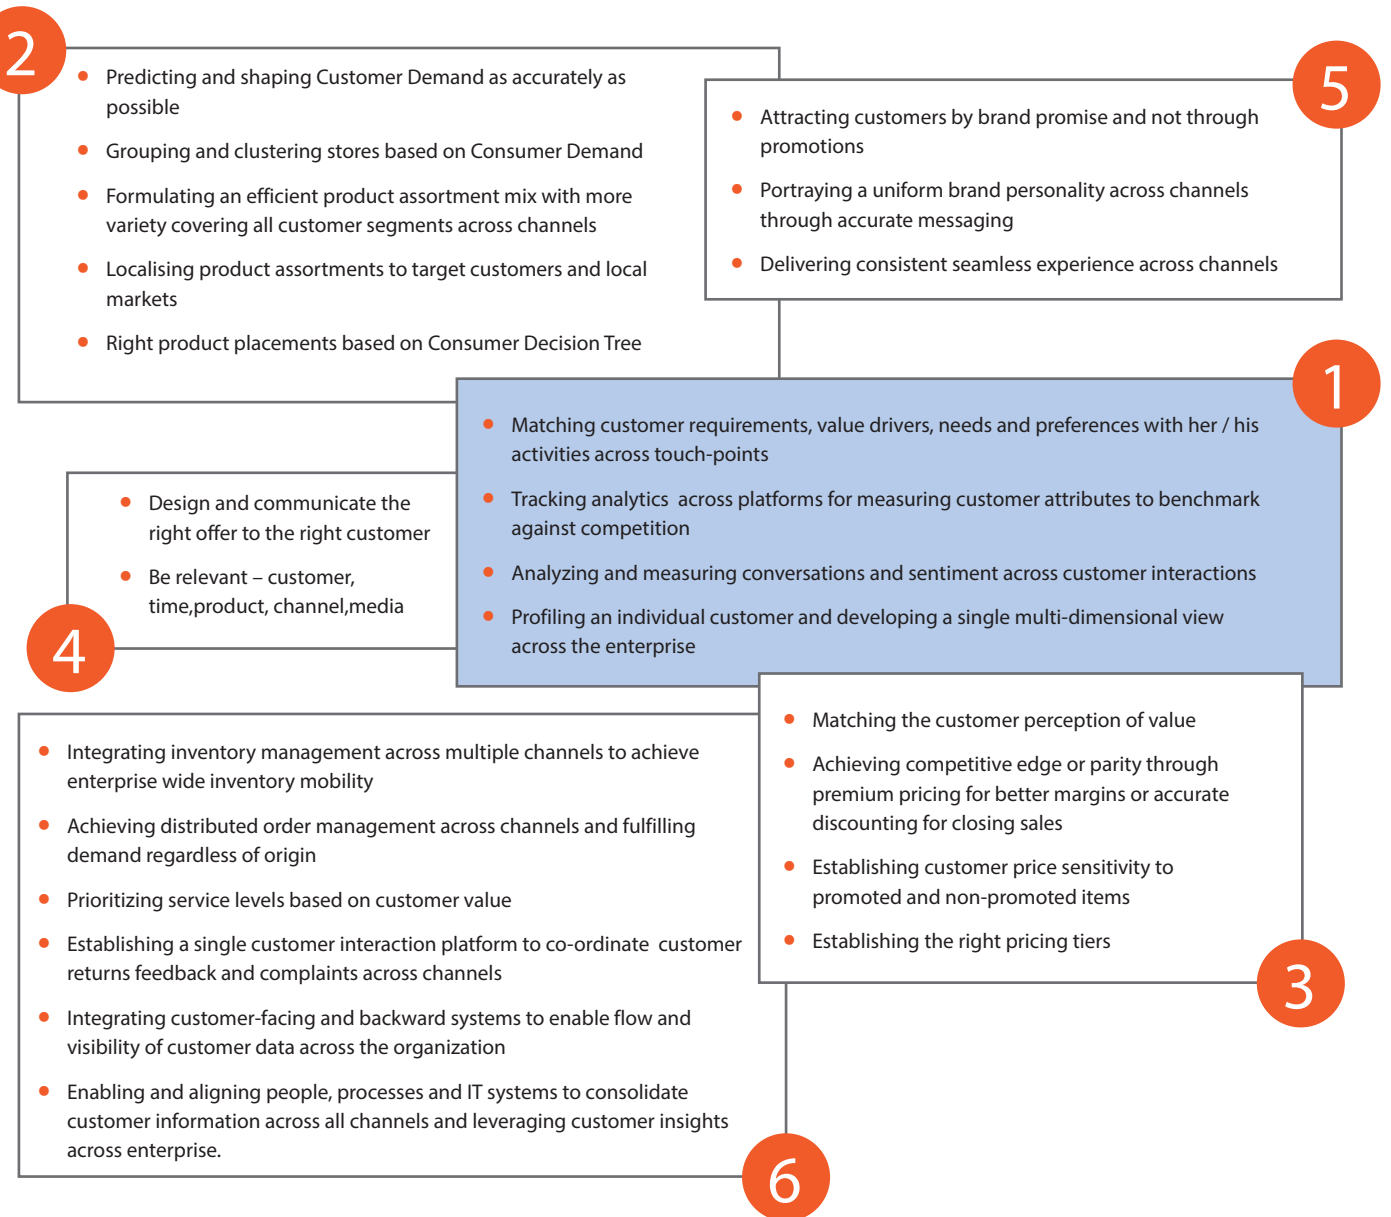 2
Predicting and shaping Customer Demand as accurately as
possible
Grouping and clustering stores based on Consumer Demand
Formulating an efficient product assortment mix with more
variety covering all customer segments across channels
Localising product assortments to target customers and local
markets
Right product placements based on Consumer Decision Tree
5
Attracting customers by brand promise and not through
promotions
Portraying a uniform brand personality across channels
through accurate messaging
Delivering consistent seamless experience across channels
1
Matching customer requirements, value drivers, needs and preferences with her / his
activities across touch-points
Tracking analytics across platforms for measuring customer attributes to benchmark
against competition
Analyzing and measuring conversations and sentiment across customer interactions
Profiling an individual customer and developing a single multi-dimensional view
across the enterprise
Design and communicate the
right offer to the right customer
Be relevant – customer,
time,product, channel,media
4
Integrating inventory management across multiple channels to achieve
enterprise wide inventory mobility
Achieving distributed order management across channels and fulfilling
demand regardless of origin
Prioritizing service levels based on customer value
Establishing a single customer interaction platform to co-ordinate customer
returns feedback and complaints across channels
Integrating customer-facing and backward systems to enable flow and
visibility of customer data across the organization
Enabling and aligning people, processes and IT systems to consolidate
customer information across all channels and leveraging customer insights
across enterprise.
6
Matching the customer perception of value
Achieving competitive edge or parity through
premium pricing for better margins or accurate
discounting for closing sales
Establishing customer price sensitivity to
promoted and non-promoted items
Establishing the right pricing tiers
3